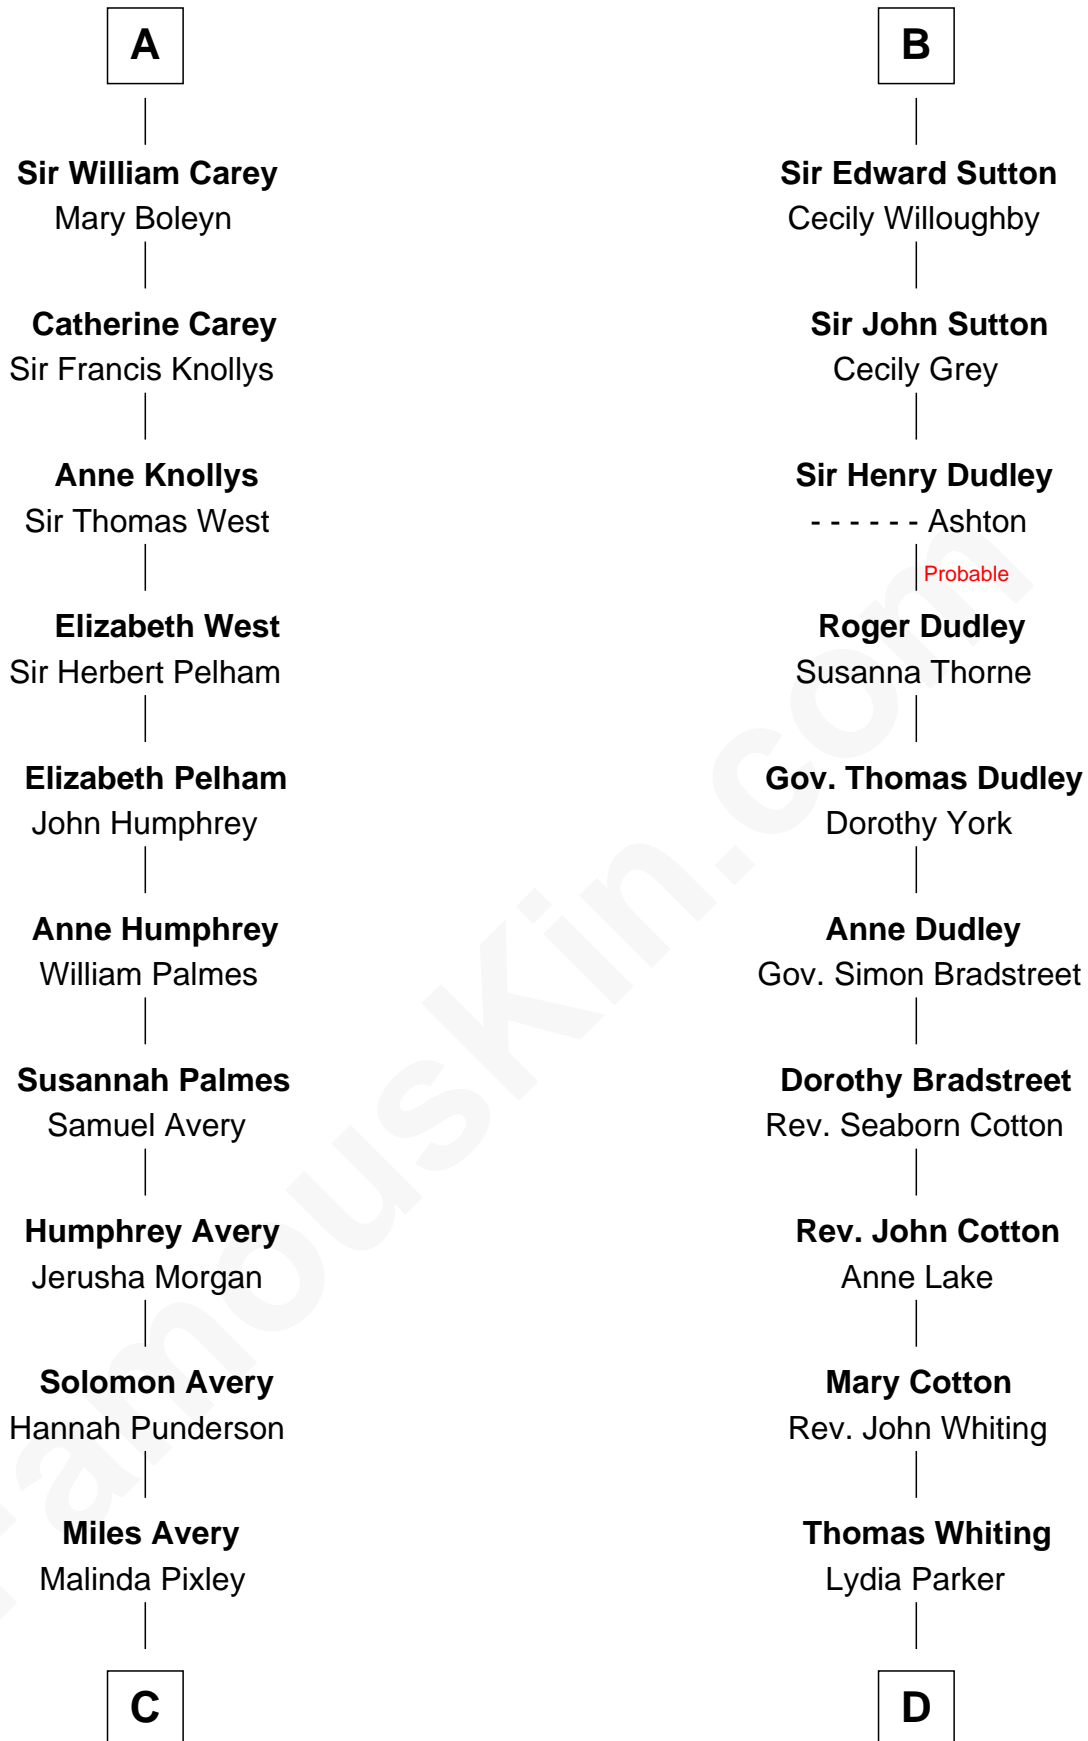 A
Sir William Carey
Mary Boleyn
Catherine Carey
Sir Francis Knollys
Anne Knollys
Sir Thomas West
Elizabeth West
Sir Herbert Pelham
Elizabeth Pelham
John Humphrey
Anne Humphrey
William Palmes
Susannah Palmes
Samuel Avery
Humphrey Avery
Jerusha Morgan
Solomon Avery
Hannah Punderson
Miles Avery
Malinda Pixley
C
B
Sir Edward Sutton
Cecily Willoughby
Sir John Sutton
Cecily Grey
Sir Henry Dudley
- - - - - - Ashton
Probable
Roger Dudley
Susanna Thorne
Gov. Thomas Dudley
Dorothy York
Anne Dudley
Gov. Simon Bradstreet
Dorothy Bradstreet
Rev. Seaborn Cotton
Rev. John Cotton
Anne Lake
Mary Cotton
Rev. John Whiting
Thomas Whiting
Lydia Parker
D
FamousKin.com